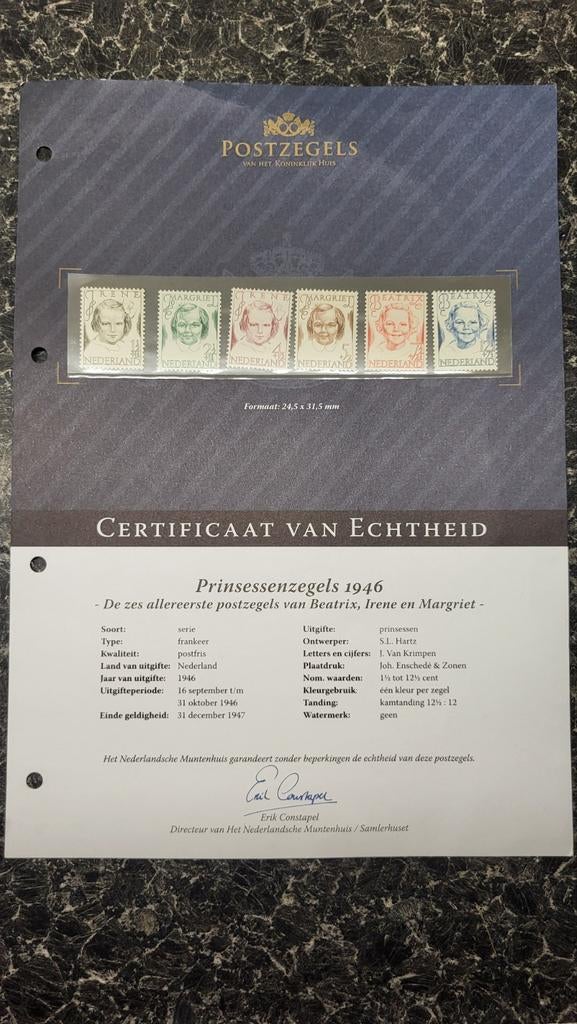 POSTZEGELS
VAN HET KONINKLIJK HUIS
IRENE MARGRIET IRENE MARGRIET BEATRIX BEATRIX
NEDERLAND NEDERLAND NEDERLAND NEDERLAND NEDERLAND NEDERLAND
Formaat: 24,5 x 31,5 mm
CERTIFICAAT VAN ECHTHEID
Prinsessenzegels 1946
- De zes allereerste postzegels van Beatrix, Irene en Margriet -
Soort: serie
Type: frankeer
Kwaliteit: postfris
Land van uitgifte: Nederland
Jaar van uitgifte: 1946
Uitgifteperiode: 16 september t/m
31 oktober 1946
Einde geldigheid: 31 december 1947
Uitgifte: prinsessen
Ontwerper: S.L. Hartz
Letters en cijfers: J. Van Krimpen
Plaatdruk: Joh. Enschedé & Zonen
Nom. waarden: 1½ tot 12½ cent
Kleurgebruik één kleur per zegel
Tanding: kamtanding 12½ : 12
Watermerk: geen
Het Nederlandsche Muntenhuis garandeert zonder beperkingen de echtheid van deze postzegels.
Erik Constapel
Erik Constapel
Directeur van Het Nederlandsche Muntenhuis / Samlerhuset